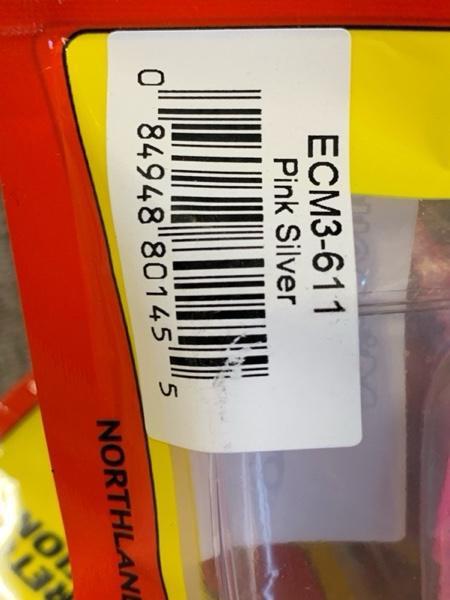 ECM3-611
Pink Silver
0 84948 80145 5
NORTHLAN